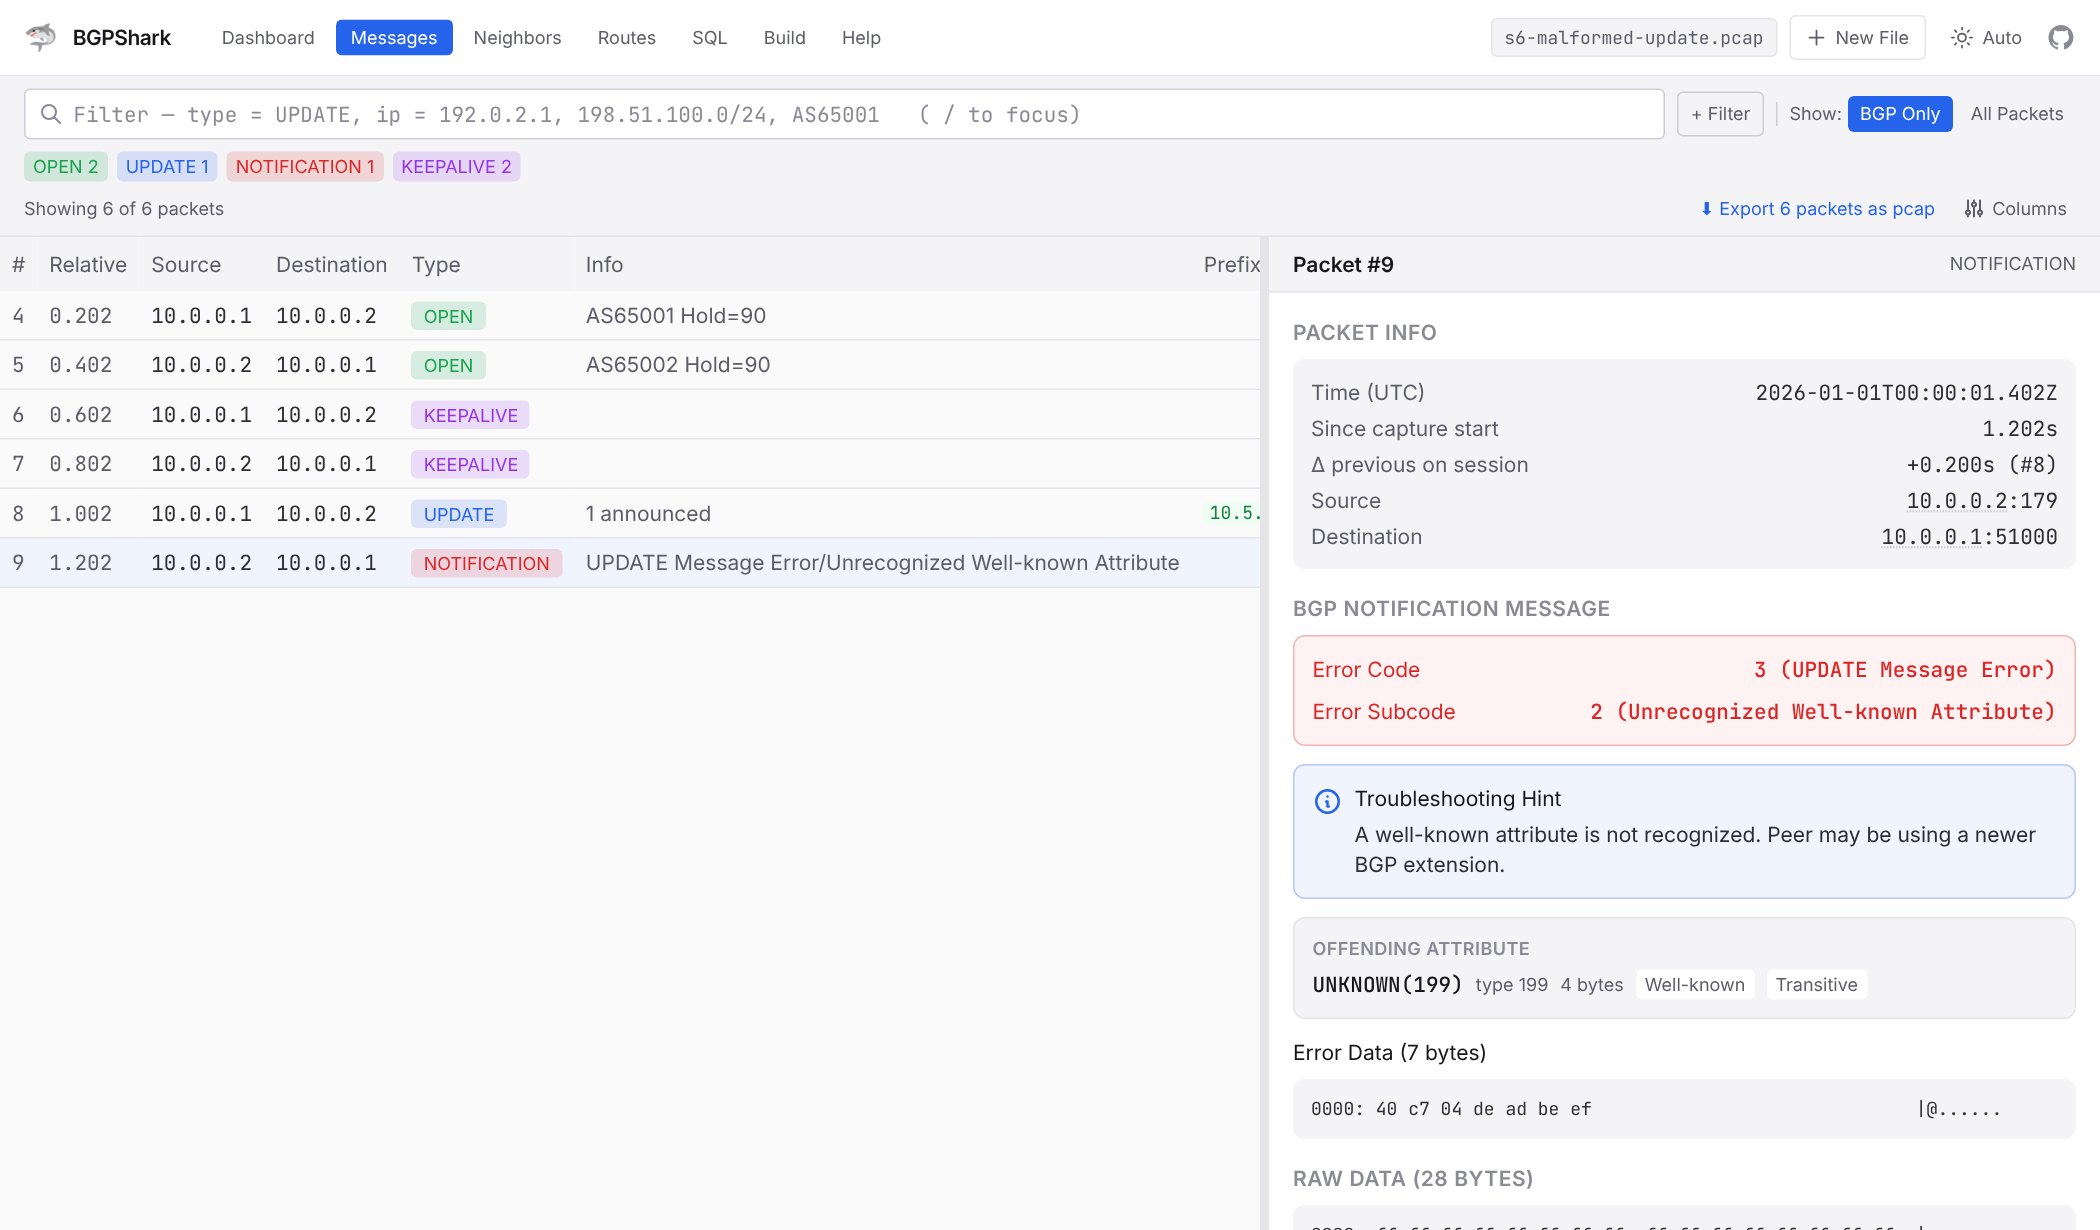 BGPShark Dashboard Messages Neighbors Routes SQL Build Help s6-malformed-update.pcap + New File Auto
Filter — type = UPDATE, ip = 192.0.2.1, 198.51.100.0/24, AS65001 ( / to focus) + Filter Show: BGP Only All Packets
OPEN 2 UPDATE 1 NOTIFICATION 1 KEEPALIVE 2
Showing 6 of 6 packets Export 6 packets as pcap Columns
# Relative Source Destination Type Info Prefix
4 0.202 10.0.0.1 10.0.0.2 OPEN AS65001 Hold=90
5 0.402 10.0.0.2 10.0.0.1 OPEN AS65002 Hold=90
6 0.602 10.0.0.1 10.0.0.2 KEEPALIVE
7 0.802 10.0.0.2 10.0.0.1 KEEPALIVE
8 1.002 10.0.0.1 10.0.0.2 UPDATE 1 announced 10.5.
9 1.202 10.0.0.2 10.0.0.1 NOTIFICATION UPDATE Message Error/Unrecognized Well-known Attribute
Packet #9 NOTIFICATION
PACKET INFO
Time (UTC) 2026-01-01T00:00:01.402Z
Since capture start 1.202s
Δ previous on session +0.200s (#8)
Source 10.0.0.2:179
Destination 10.0.0.1:51000
BGP NOTIFICATION MESSAGE
Error Code 3 (UPDATE Message Error)
Error Subcode 2 (Unrecognized Well-known Attribute)
Troubleshooting Hint
A well-known attribute is not recognized. Peer may be using a newer
BGP extension.
OFFENDING ATTRIBUTE
UNKNOWN(199) type 199 4 bytes Well-known Transitive
Error Data (7 bytes)
0000: 40 c7 04 de ad be ef |@......
RAW DATA (28 BYTES)